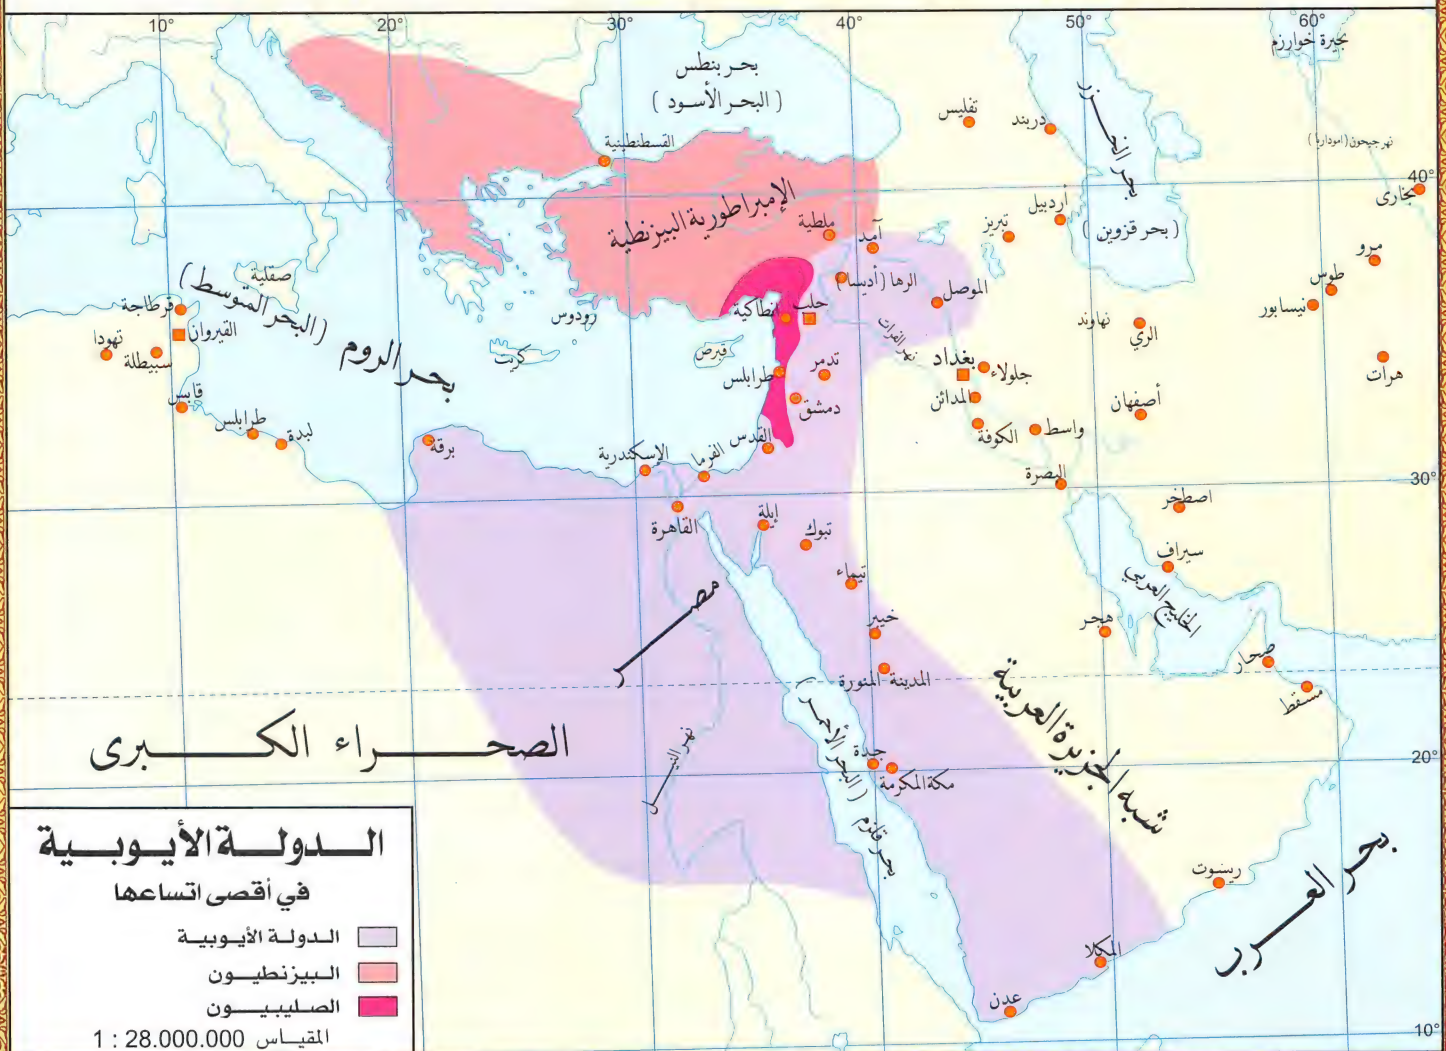 10°
20°
30°
40°
50°
60°
بحيرة خوارزم
بحر بنطس
(البحر الأسود)
تفليس
دربند
بحر الخزر
(بحر قزوين)
نهر جيحون (اموداريا)
القسطنطينية
40°
بخارى
الإمبراطورية البيزنطية
ملطية
آمد
تبريز
أردبيل
مرو
طوس
نيسابور
صقلية
بحر الروم
(البحر المتوسط)
رودوس
كريت
قبرص
أنطاكية
حلب
الرها (أديسا)
الموصل
نهر الفرات
نهاوند
الري
هرات
قرطاجة
القيروان
تهودا
سبيطلة
قابس
طرابلس
لبدة
برقة
طرابلس
تدمر
دمشق
بغداد
جلولاء
المدائن
الكوفة
واسط
أصفهان
القدس
الفرما
الإسكندرية
البصرة
30°
اصطخر
القاهرة
إيلة
تبوك
سيراف
تيماء
الخليج العربي
مصر
خيبر
هجر
صحار
مسقط
المدينة المنورة
شبه الجزيرة العربية
الصحراء الكبرى
نهر النيل
بحر قلزم
(البحر الأحمر)
جدة
مكة المكرمة
20°
ريسوت
بحر العرب
المكلا
عدن
10°
الدولة الأيوبية
في أقصى اتساعها
الدولة الأيوبية
البيزنطيون
الصليبيون
المقياس 28.000.000 : 1